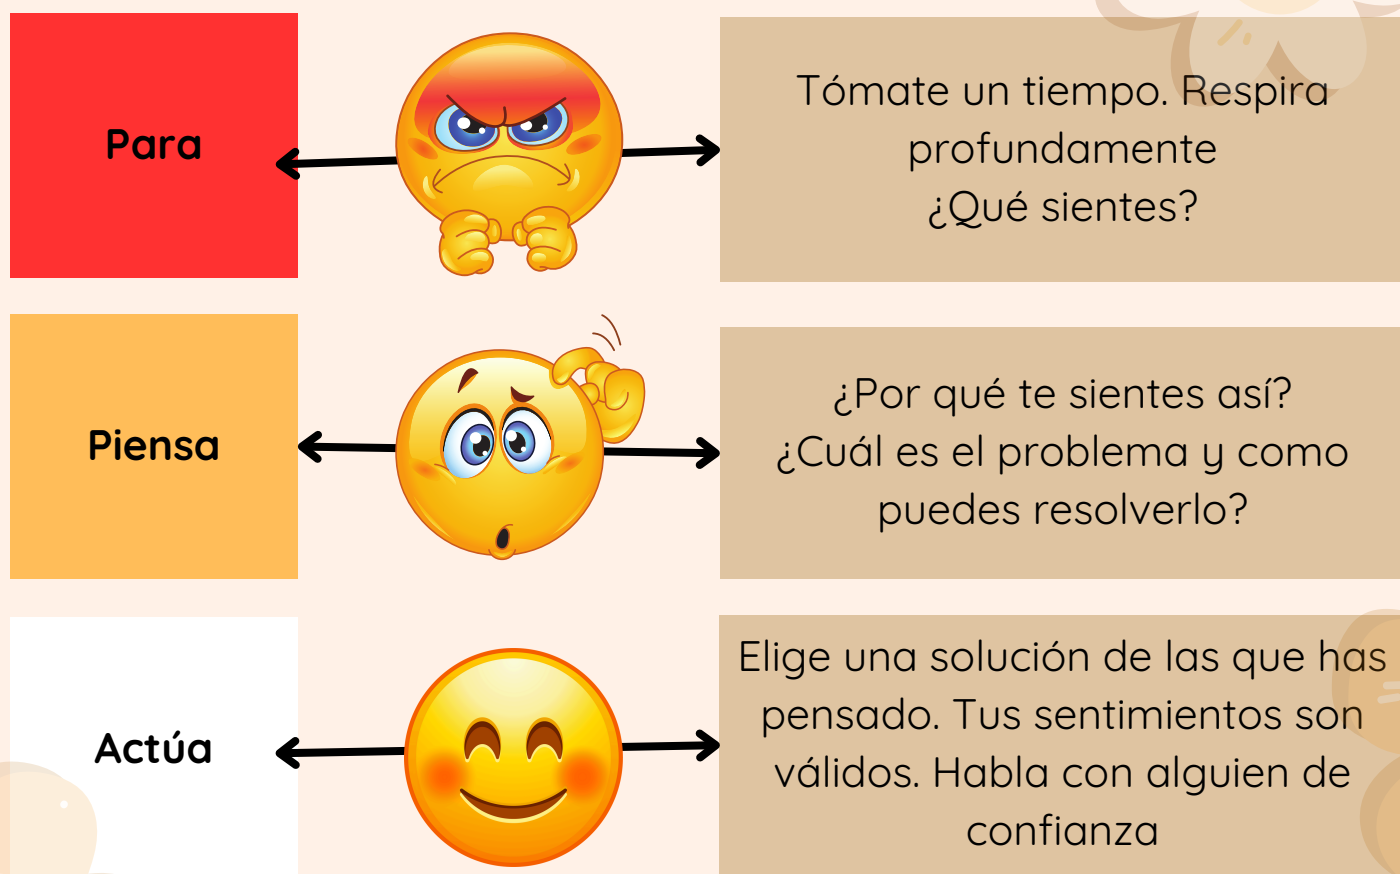 Para
Tómate un tiempo. Respira
profundamente
¿Qué sientes?
Piensa
¿Por qué te sientes así?
¿Cuál es el problema y como
puedes resolverlo?
Actúa
Elige una solución de las que has
pensado. Tus sentimientos son
válidos. Habla con alguien de
confianza